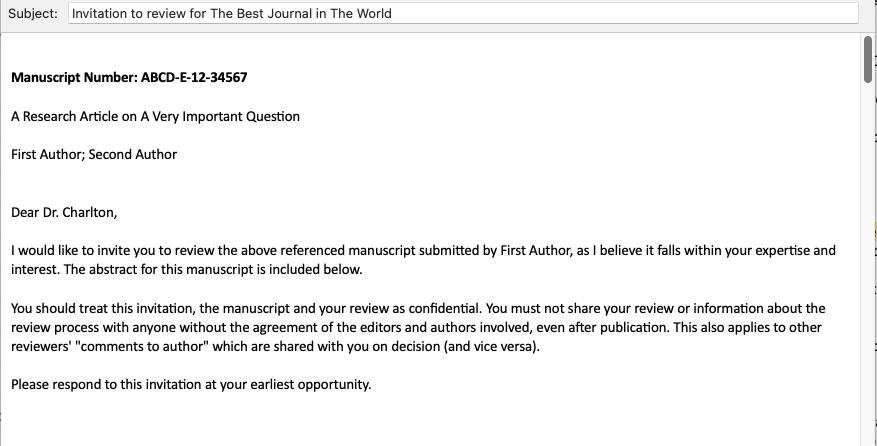 Subject: Invitation to review for The Best Journal in The World
Manuscript Number: ABCD-E-12-34567
A Research Article on A Very Important Question
First Author; Second Author
Dear Dr. Charlton,
I would like to invite you to review the above referenced manuscript submitted by First Author, as I believe it falls within your expertise and
interest. The abstract for this manuscript is included below.
You should treat this invitation, the manuscript and your review as confidential. You must not share your review or information about the
review process with anyone without the agreement of the editors and authors involved, even after publication. This also applies to other
reviewers' "comments to author" which are shared with you on decision (and vice versa).
Please respond to this invitation at your earliest opportunity.